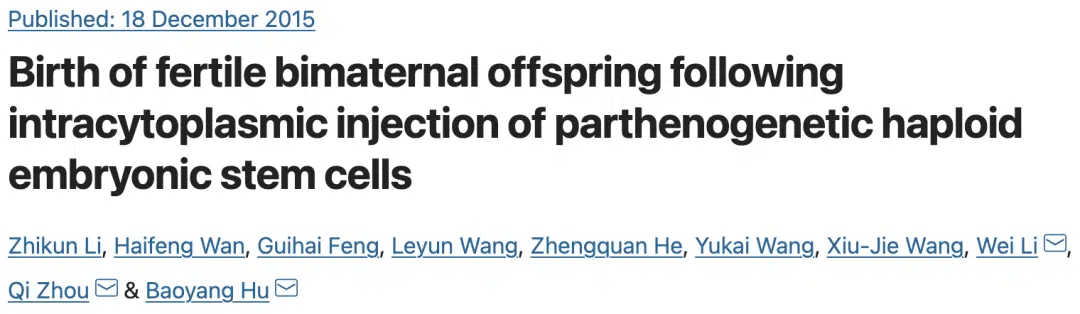 Published: 18 December 2015
Birth of fertile bimaternal offspring following
intracytoplasmic injection of parthenogenetic haploid
embryonic stem cells
Zhikun Li, Haifeng Wan, Guihai Feng, Leyun Wang, Zhengquan He, Yukai Wang, Xiu-Jie Wang, Wei Li,
Qi Zhou & Baoyang Hu